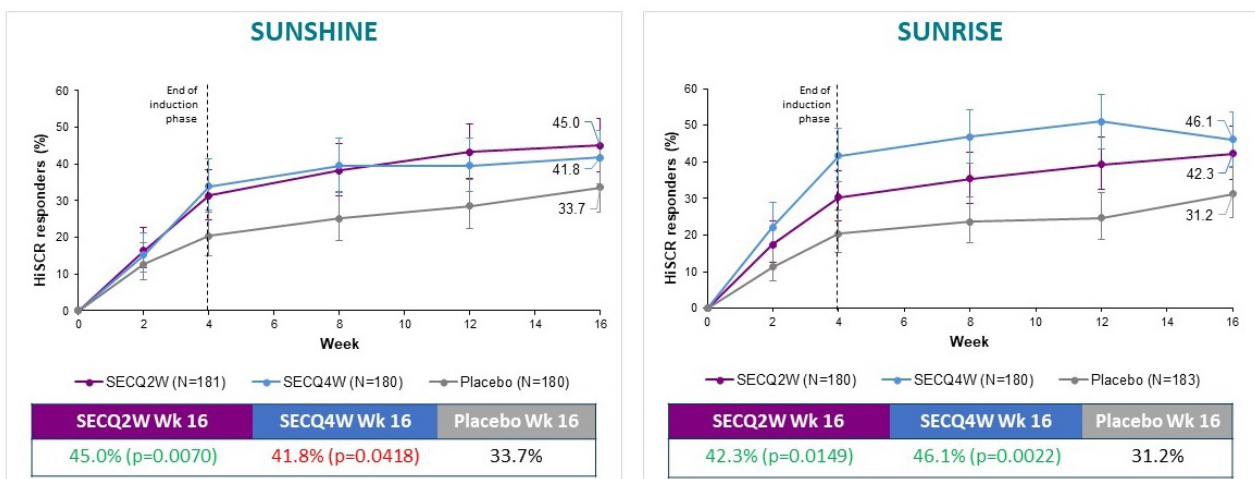 SUNSHINE
HiSCR responders (%)
60
50
40
30
20
10
0
End of
induction
phase
45.0
41.8
33.7
0 2 4 6 8 10 12 14 16
Week
SECQ2W (N=181) SECQ4W (N=180) Placebo (N=180)
SECQ2W Wk 16 SECQ4W Wk 16 Placebo Wk 16
45.0% (p=0.0070) 41.8% (p=0.0418) 33.7%
SUNRISE
HiSCR responders (%)
60
50
40
30
20
10
0
End of
induction
phase
46.1
42.3
31.2
0 2 4 6 8 10 12 14 16
Week
SECQ2W (N=180) SECQ4W (N=180) Placebo (N=183)
SECQ2W Wk 16 SECQ4W Wk 16 Placebo Wk 16
42.3% (p=0.0149) 46.1% (p=0.0022) 31.2%